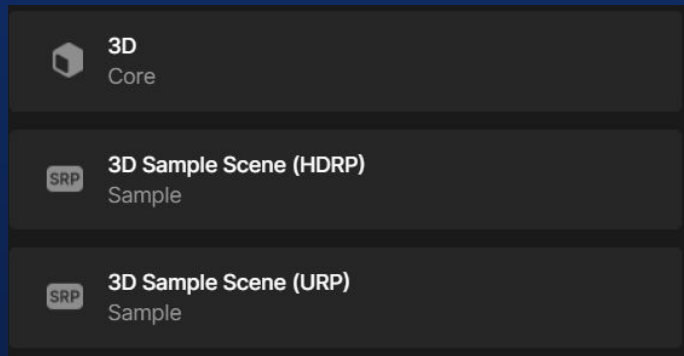 3D
Core
SRP
3D Sample Scene (HDRP)
Sample
SRP
3D Sample Scene (URP)
Sample